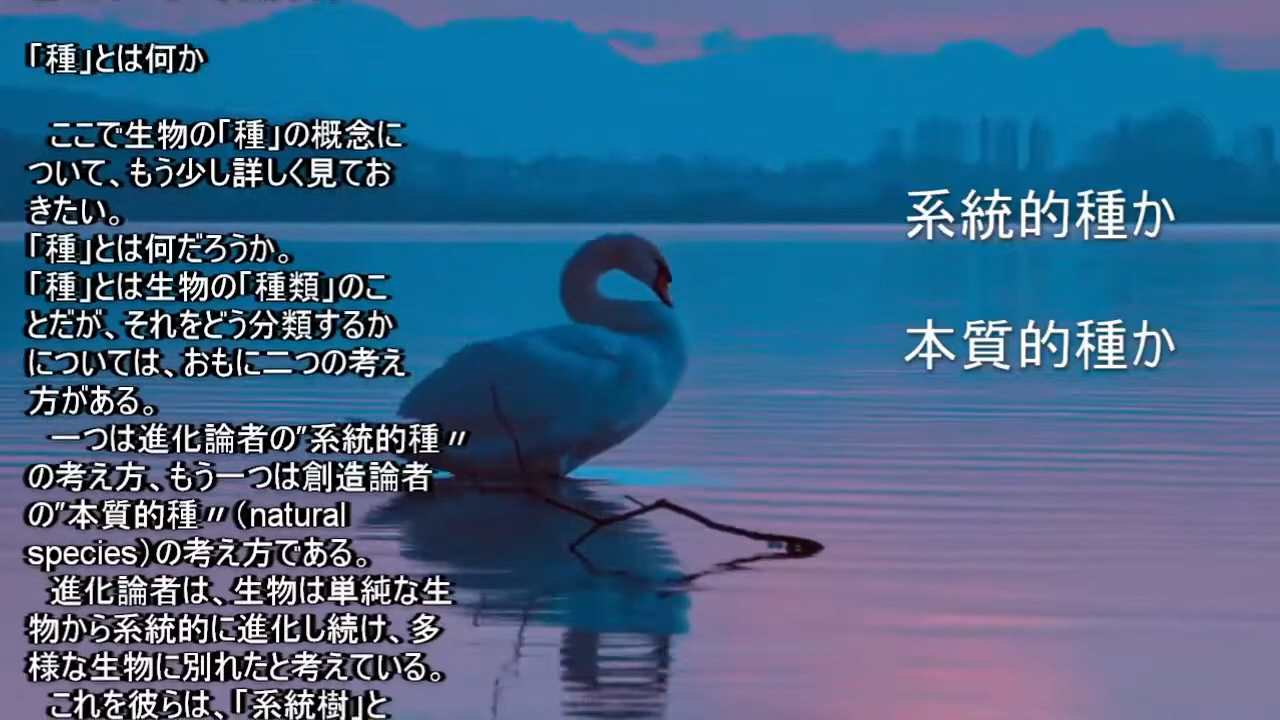 「種」とは何か
ここで生物の「種」の概念に
ついて、もう少し詳しく見てお
きたい。
「種」とは何だろうか。
「種」とは生物の「種類」のこ
とだが、それをどう分類するか
については、おもに二つの考え
方がある。
一つは進化論者の″系統的種〃
の考え方、もう一つは創造論者
の″本質的種〃（natural
species）の考え方である。
進化論者は、生物は単純な生
物から系統的に進化し続け、多
様な生物に別れたと考えている。
これを彼らは、「系統樹」と
系統的種か
本質的種か